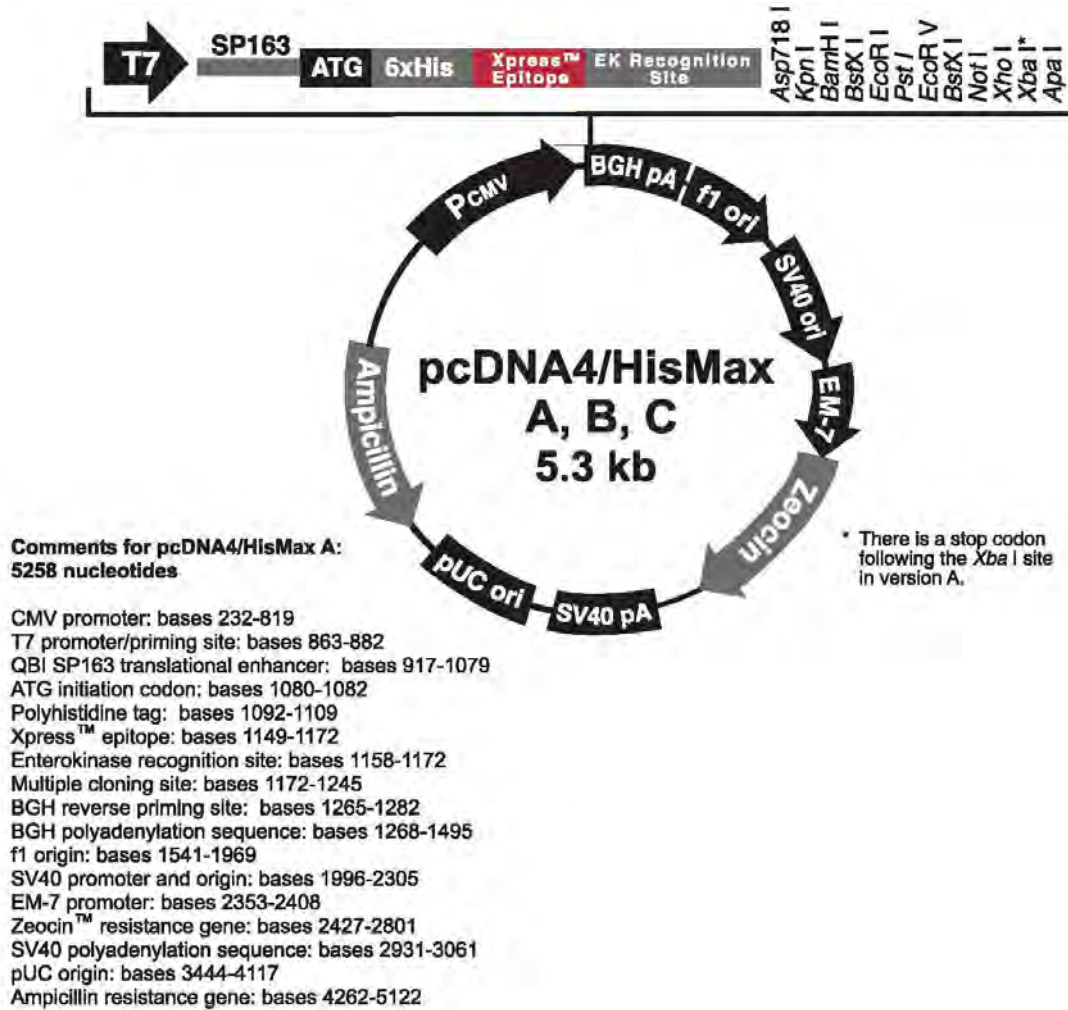 T7
SP163
ATG
6xHis
Xpress™
Epitope
EK Recognition
Site
Asp718 I
Kpn I
BamH I
BstX I
EcoR I
Pst I
EcoR V
BstX I
Not I
Xho I
Xba I*
Apa I
PCMV
BGH pA
f1 ori
SV40 ori
EM-7
Zeocin
SV40 pA
pUC ori
Ampicillin
pcDNA4/HisMax
A, B, C
5.3 kb
* There is a stop codon
following the Xba I site
in version A.
Comments for pcDNA4/HisMax A:
5258 nucleotides
CMV promoter: bases 232-819
T7 promoter/priming site: bases 863-882
QBI SP163 translational enhancer: bases 917-1079
ATG initiation codon: bases 1080-1082
Polyhistidine tag: bases 1092-1109
Xpress™ epitope: bases 1149-1172
Enterokinase recognition site: bases 1158-1172
Multiple cloning site: bases 1172-1245
BGH reverse priming site: bases 1265-1282
BGH polyadenylation sequence: bases 1268-1495
f1 origin: bases 1541-1969
SV40 promoter and origin: bases 1996-2305
EM-7 promoter: bases 2353-2408
Zeocin™ resistance gene: bases 2427-2801
SV40 polyadenylation sequence: bases 2931-3061
pUC origin: bases 3444-4117
Ampicillin resistance gene: bases 4262-5122